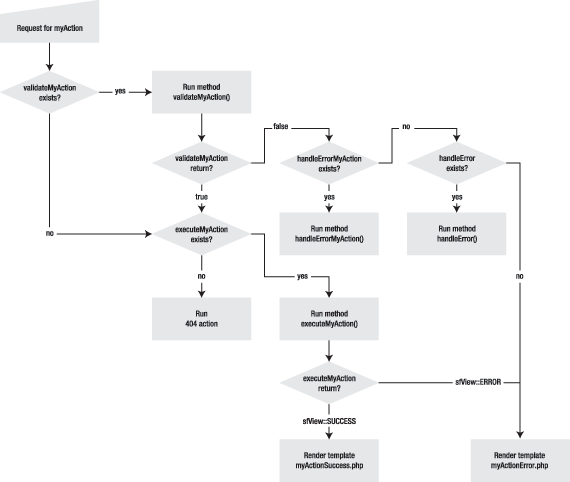 Request for myAction
validateMyAction
exists?
yes
Run method
validateMyAction()
false
no
validateMyAction
return?
handleErrorMyAction
exists?
handleError
exists?
true
yes
yes
no
executeMyAction
exists?
Run method
handleErrorMyAction()
Run method
handleError()
no
yes
no
Run
404 action
Run method
executeMyAction()
executeMyAction
return?
sfView::ERROR
sfView::SUCCESS
Render template
myActionSuccess.php
Render template
myActionError.php